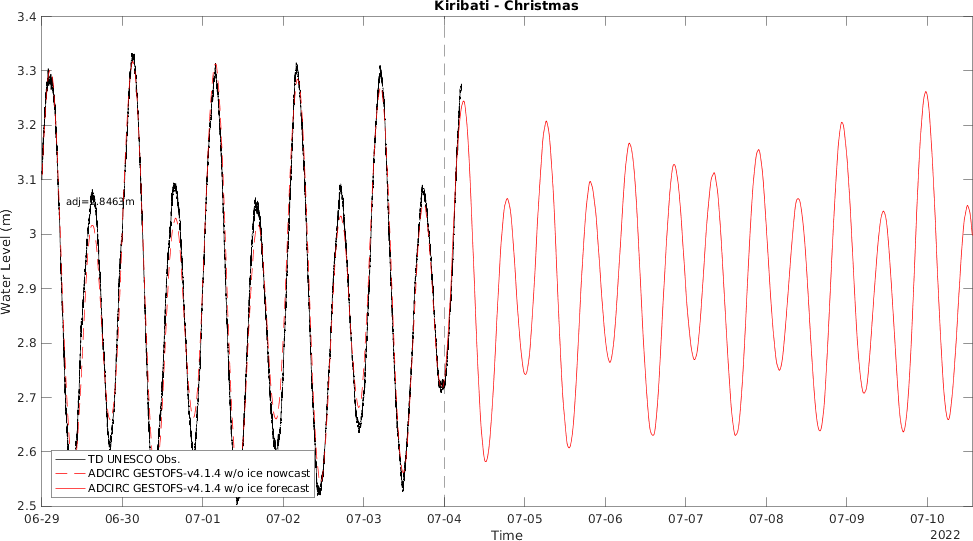 Kiribati - Christmas
3.4
3.3
3.2
3.1
3
2.9
2.8
2.7
2.6
2.5
Water Level (m)
TD UNESCO Obs.
ADCIRC GESTOFS-v4.1.4 w/o ice nowcast
ADCIRC GESTOFS-v4.1.4 w/o ice forecast
06-29 06-30 07-01 07-02 07-03 07-04 07-05 07-06 07-07 07-08 07-09 07-10
Time
2022